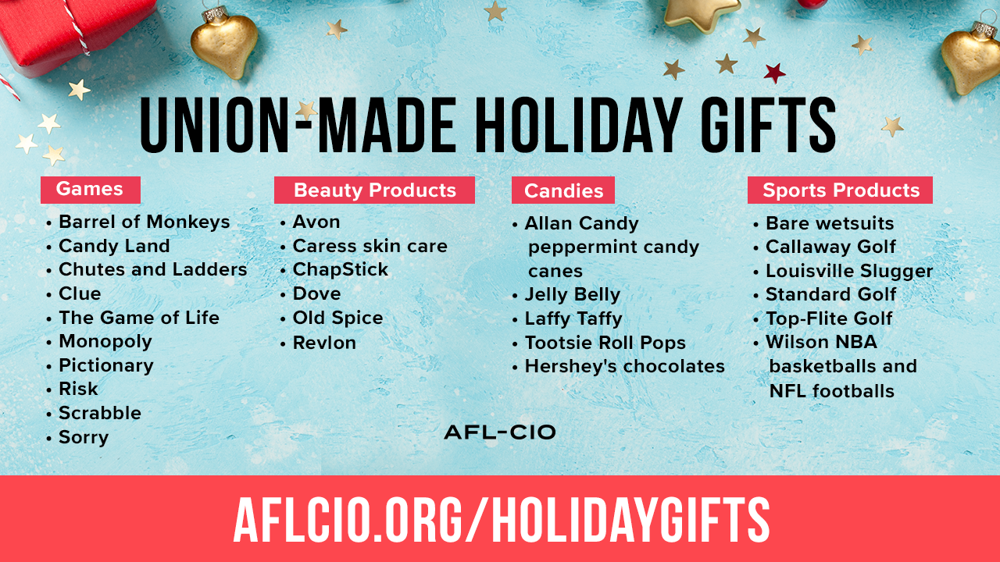 UNION-MADE HOLIDAY GIFTS
Games
• Barrel of Monkeys
• Candy Land
• Chutes and Ladders
• Clue
• The Game of Life
• Monopoly
• Pictionary
• Risk
• Scrabble
• Sorry
Beauty Products
• Avon
• Caress skin care
• ChapStick
• Dove
• Old Spice
• Revlon
Candies
• Allan Candy
peppermint candy
canes
• Jelly Belly
• Laffy Taffy
• Tootsie Roll Pops
• Hershey's chocolates
Sports Products
• Bare wetsuits
• Callaway Golf
• Louisville Slugger
• Standard Golf
• Top-Flite Golf
• Wilson NBA
basketballs and
NFL footballs
AFL-CIO
AFLCIO.ORG/HOLIDAYGIFTS